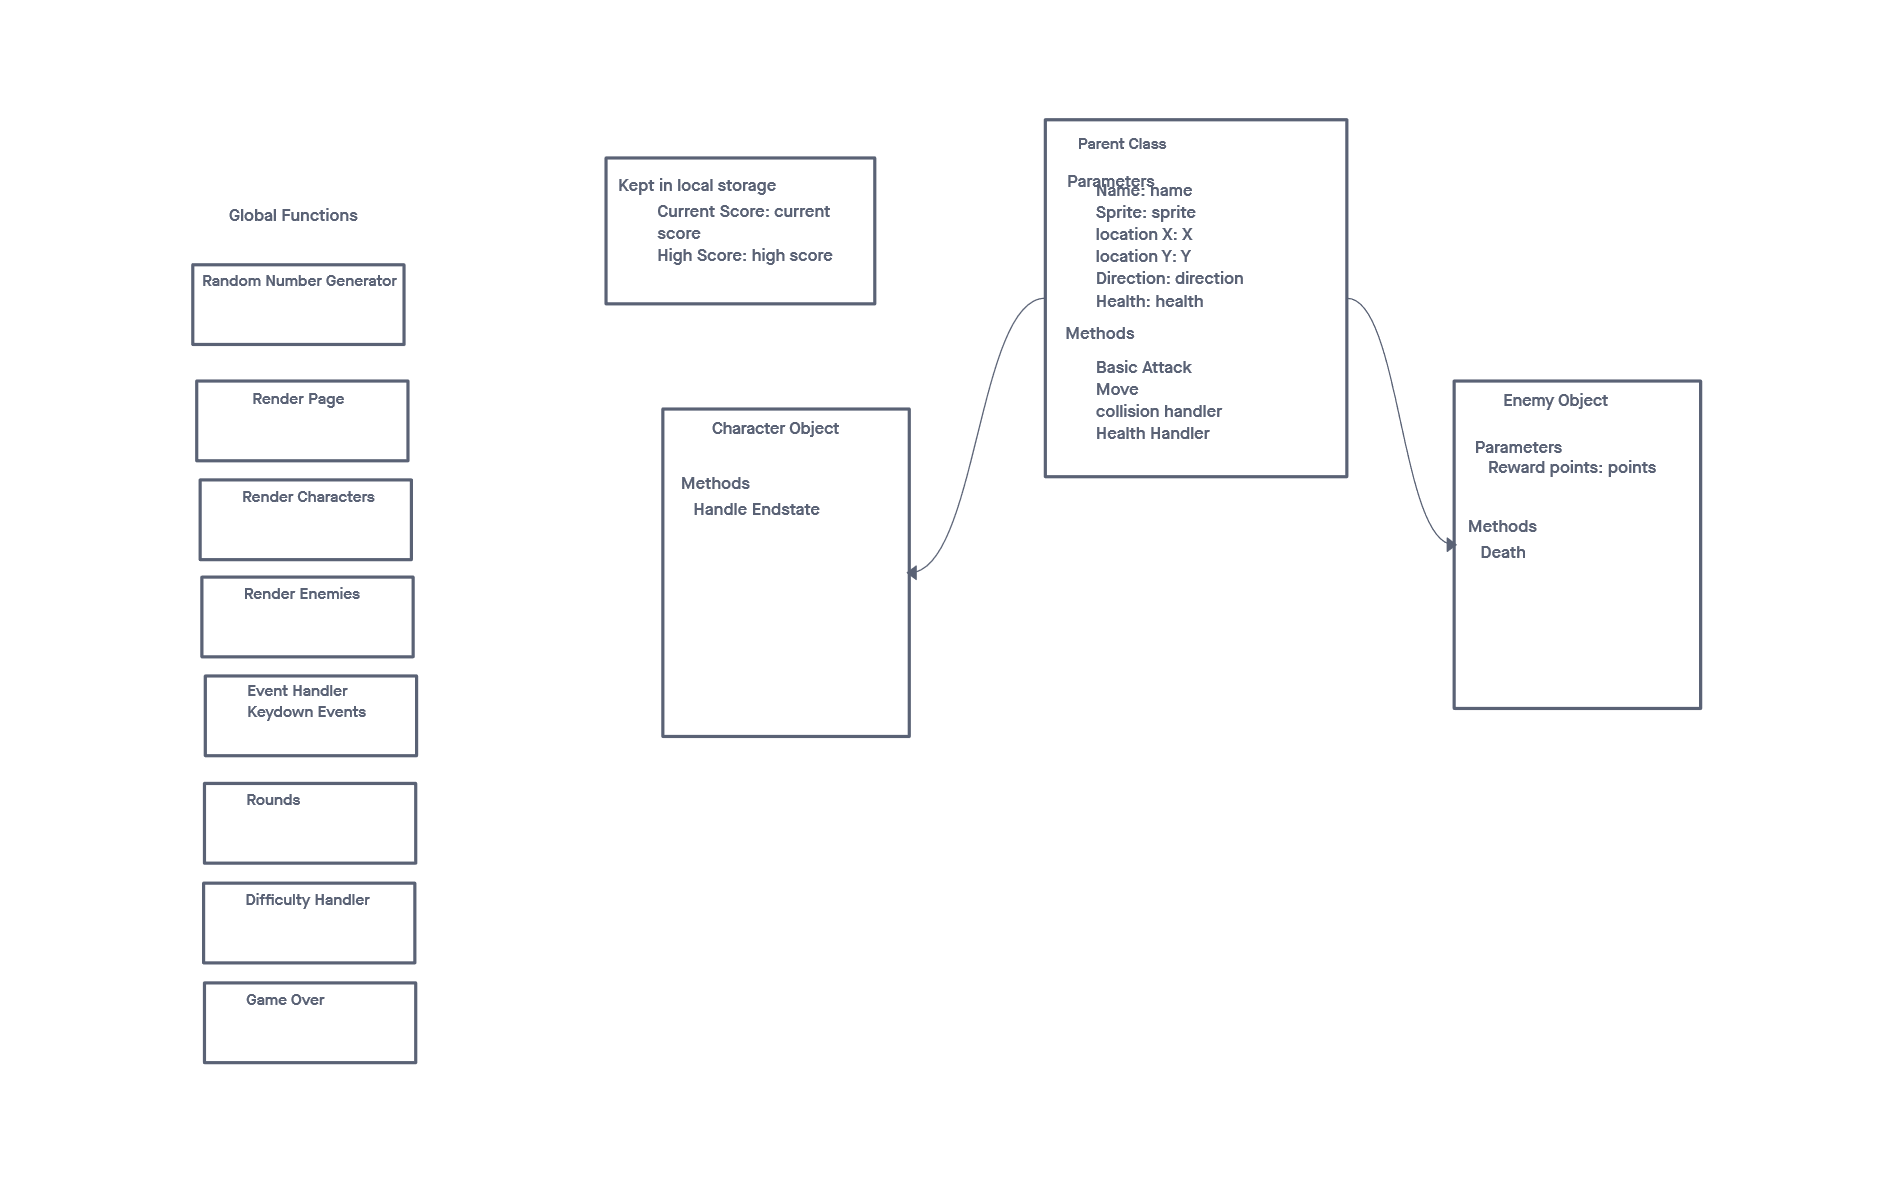 Global Functions
Random Number Generator
Render Page
Render Characters
Render Enemies
Event Handler
Keydown Events
Rounds
Difficulty Handler
Game Over
Kept in local storage
Current Score: current
score
High Score: high score
Character Object
Methods
Handle Endstate
Parent Class
Parameters
Name: name
Sprite: sprite
location X: X
location Y: Y
Direction: direction
Health: health
Methods
Basic Attack
Move
collision handler
Health Handler
Enemy Object
Parameters
Reward points: points
Methods
Death